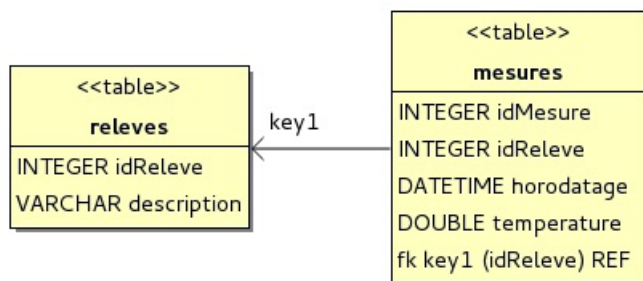 <<table>>
releves
INTEGER idReleve
VARCHAR description
key1
<<table>>
mesures
INTEGER idMesure
INTEGER idReleve
DATETIME horodatage
DOUBLE temperature
fk key1 (idReleve) REF